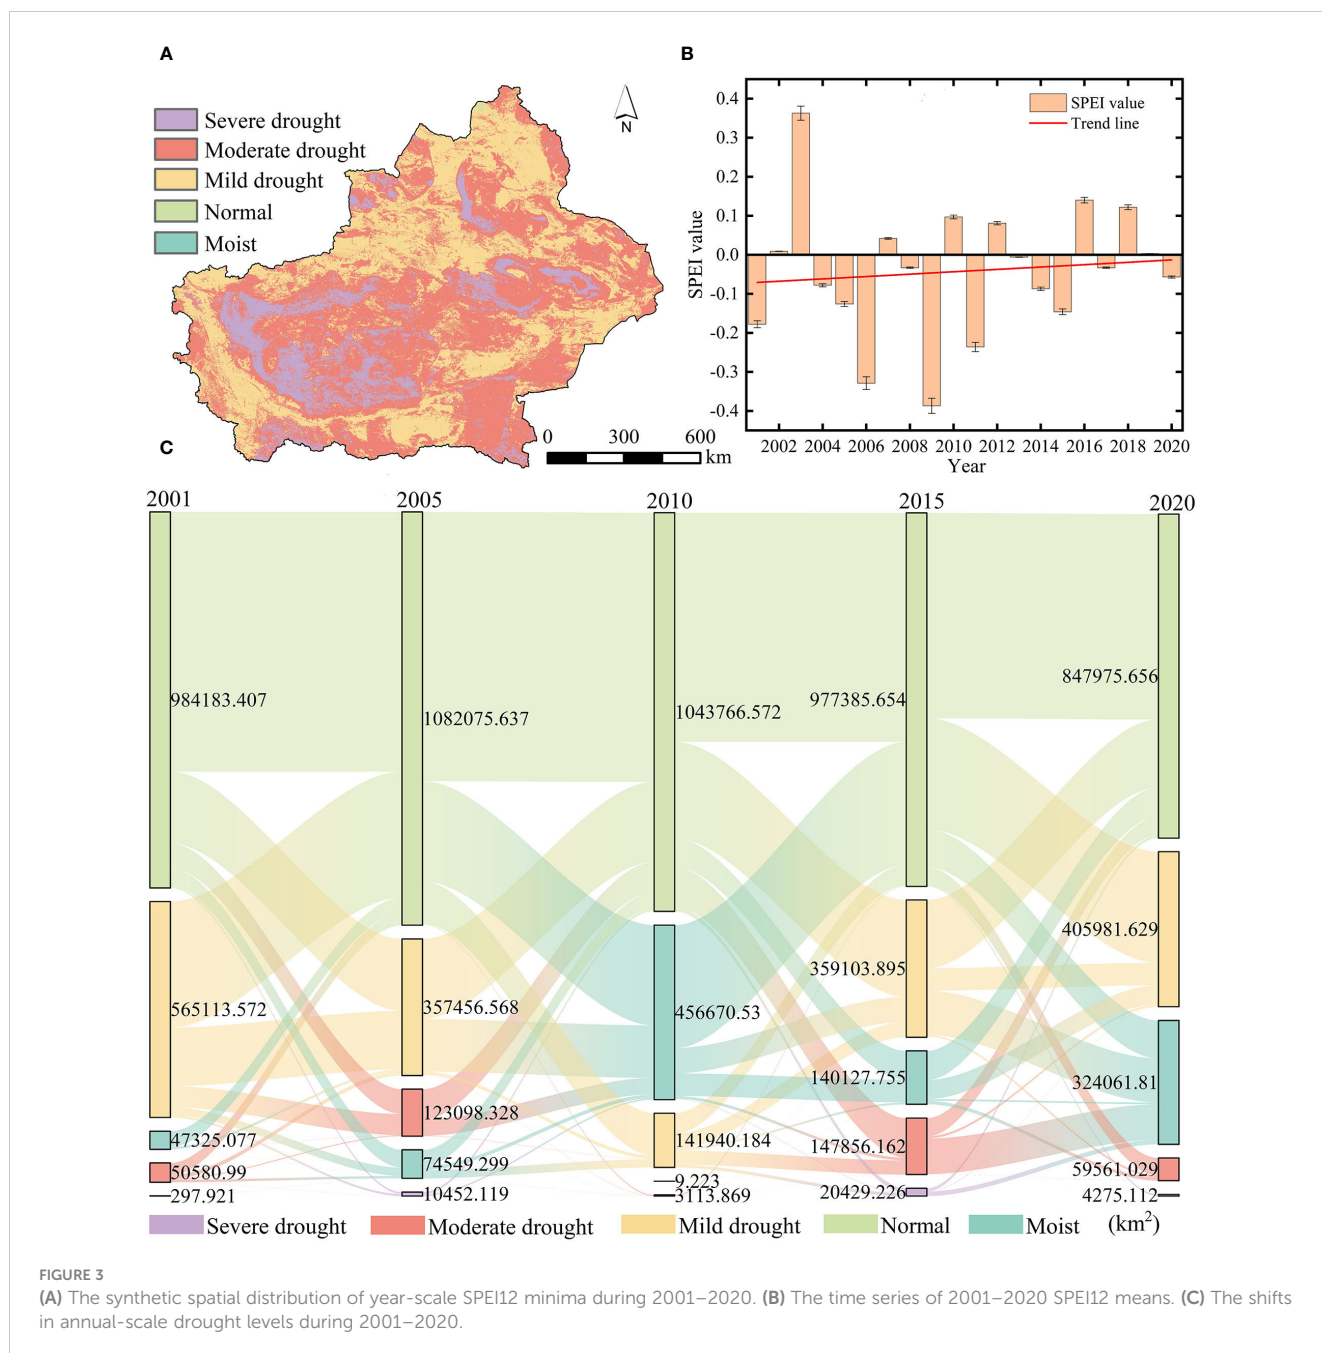 A
Severe drought
Moderate drought
Mild drought
Normal
Moist
N
0 300 600
km
B
SPEI value
Trend line
0.4
0.3
0.2
0.1
0.0
-0.1
-0.2
-0.3
-0.4
SPEI value
2002 2004 2006 2008 2010 2012 2014 2016 2018 2020
Year
C
2001 2005 2010 2015 2020
984183.407
565113.572
47325.077
50580.99
297.921
1082075.637
357456.568
123098.328
74549.299
10452.119
1043766.572
456670.53
141940.184
9.223
3113.869
977385.654
359103.895
140127.755
147856.162
20429.226
847975.656
405981.629
324061.81
59561.029
4275.112
Severe drought Moderate drought Mild drought Normal Moist (km²)
FIGURE 3
(A) The synthetic spatial distribution of year-scale SPEI12 minima during 2001–2020. (B) The time series of 2001–2020 SPEI12 means. (C) The shifts
in annual-scale drought levels during 2001–2020.